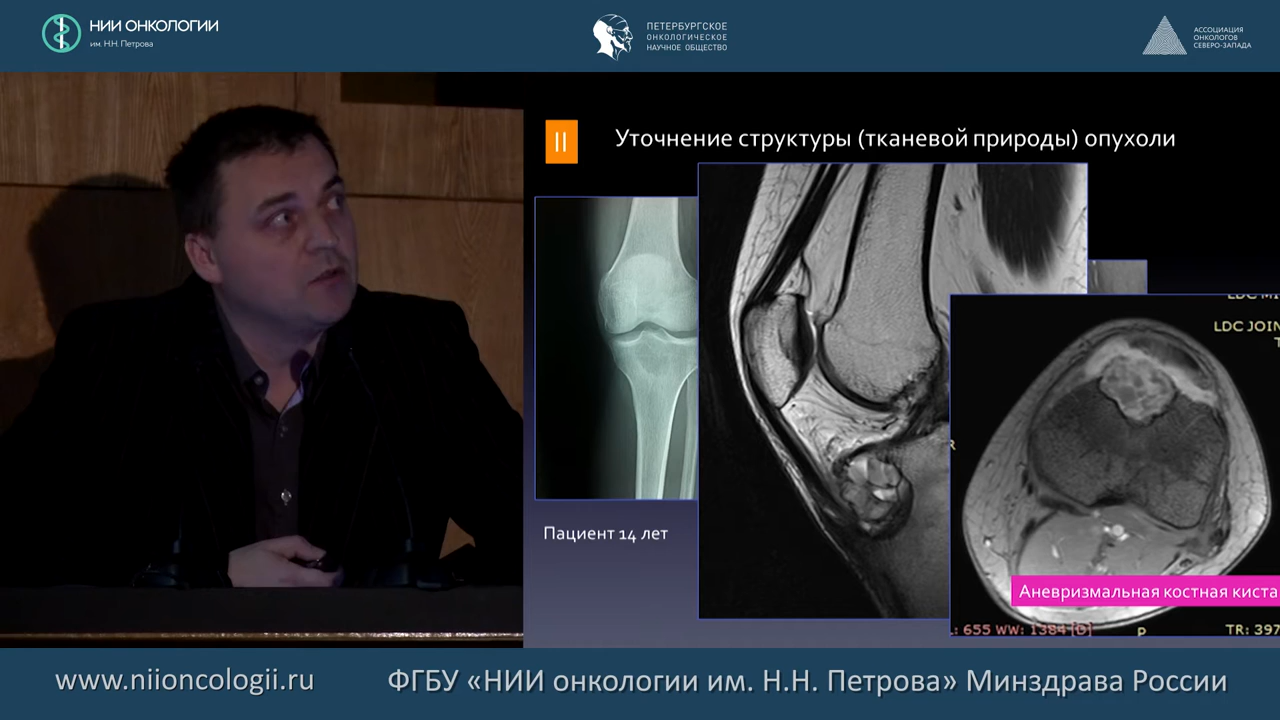 НИИ ОНКОЛОГИИ
им. Н.Н. Петрова
ПЕТЕРБУРГСКОЕ
ОНКОЛОГИЧЕСКОЕ
НАУЧНОЕ ОБЩЕСТВО
АССОЦИАЦИЯ
ОНКОЛОГОВ
СЕВЕРО-ЗАПАДА
II
Уточнение структуры (тканевой природы) опухоли
LDC JOIN
Пациент 14 лет
Аневризмальная костная киста
: 655 WW: 1384 [D]
P
TR: 397
www.niioncologii.ru
ФГБУ «НИИ онкологии им. Н.Н. Петрова» Минздрава России